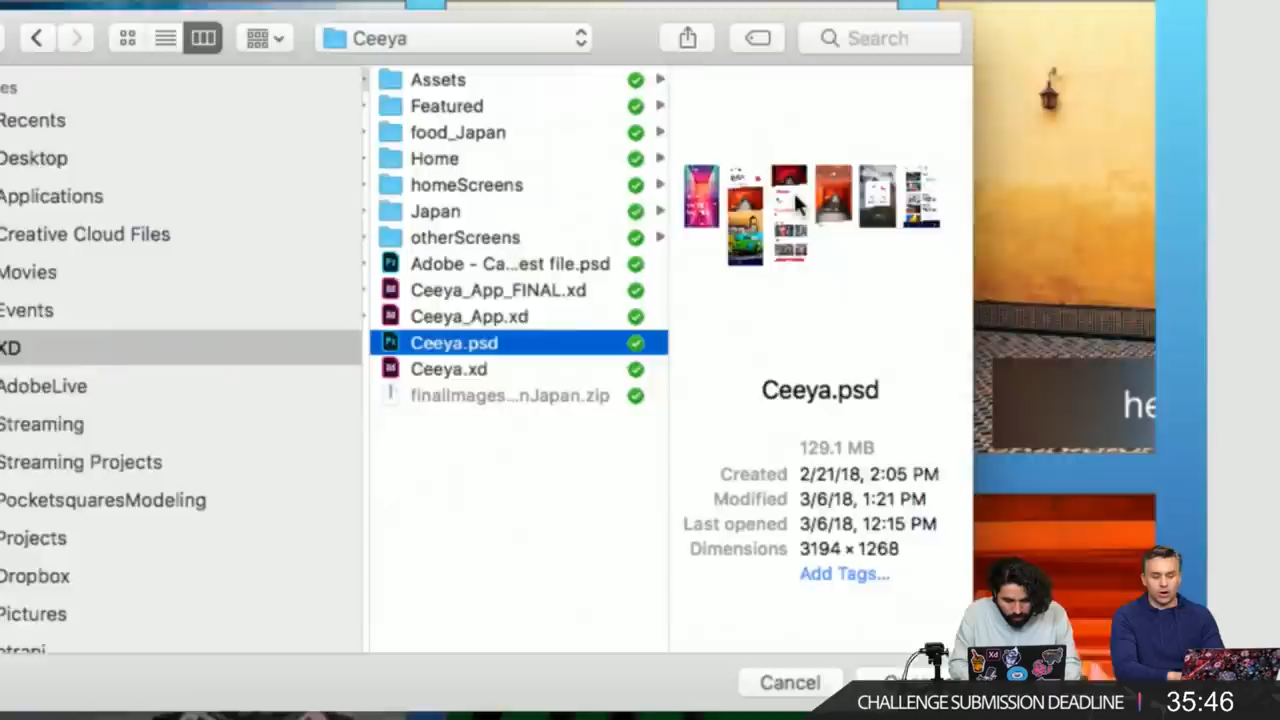 Ceeya
Search
es
Recents
Desktop
Applications
Creative Cloud Files
Movies
Events
XD
AdobeLive
Streaming
Streaming Projects
PocketsquaresModeling
Projects
Dropbox
Pictures
Assets
Featured
food_Japan
Home
homeScreens
Japan
otherScreens
Adobe - Ca...est file.psd
Ceeya_App_FINAL.xd
Ceeya_App.xd
Ceeya.psd
Ceeya.xd
finalImages...nJapan.zip
Ceeya.psd
129.1 MB
Created 2/21/18, 2:05 PM
Modified 3/6/18, 1:21 PM
Last opened 3/6/18, 12:15 PM
Dimensions 3194 × 1268
Add Tags...
he
Xd
Cancel
CHALLENGE SUBMISSION DEADLINE | 35:46